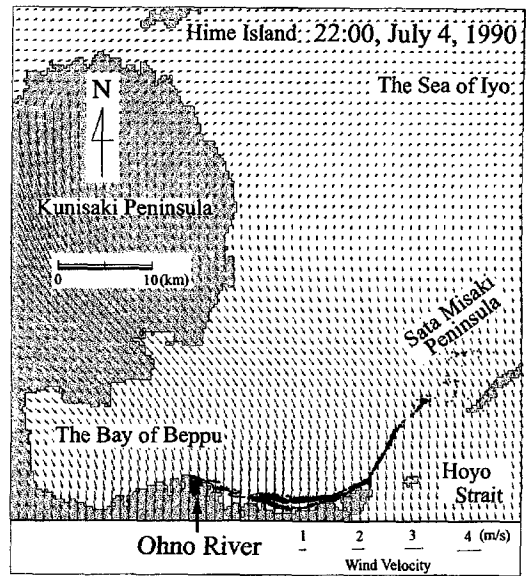 Hime Island 22:00, July 4, 1990
The Sea of Iyo
N
Kunisaki Peninsula
0 10(km)
Sata Misaki
Peninsula
The Bay of Beppu
Hoyo
Strait
Ohno River
1 2 3 4 (m/s)
Wind Velocity